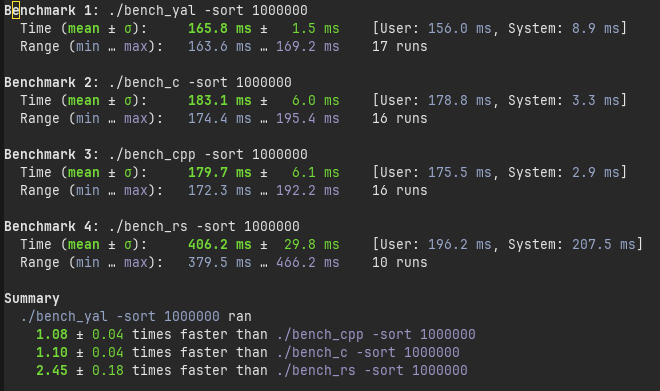 Benchmark 1: ./bench_yal -sort 1000000
Time (mean ± σ): 165.8 ms ± 1.5 ms [User: 156.0 ms, System: 8.9 ms]
Range (min … max): 163.6 ms … 169.2 ms 17 runs
Benchmark 2: ./bench_c -sort 1000000
Time (mean ± σ): 183.1 ms ± 6.0 ms [User: 178.8 ms, System: 3.3 ms]
Range (min … max): 174.4 ms … 195.4 ms 16 runs
Benchmark 3: ./bench_cpp -sort 1000000
Time (mean ± σ): 179.7 ms ± 6.1 ms [User: 175.5 ms, System: 2.9 ms]
Range (min … max): 172.3 ms … 192.2 ms 16 runs
Benchmark 4: ./bench_rs -sort 1000000
Time (mean ± σ): 406.2 ms ± 29.8 ms [User: 196.2 ms, System: 207.5 ms]
Range (min … max): 379.5 ms … 466.2 ms 10 runs
Summary
./bench_yal -sort 1000000 ran
1.08 ± 0.04 times faster than ./bench_cpp -sort 1000000
1.10 ± 0.04 times faster than ./bench_c -sort 1000000
2.45 ± 0.18 times faster than ./bench_rs -sort 1000000